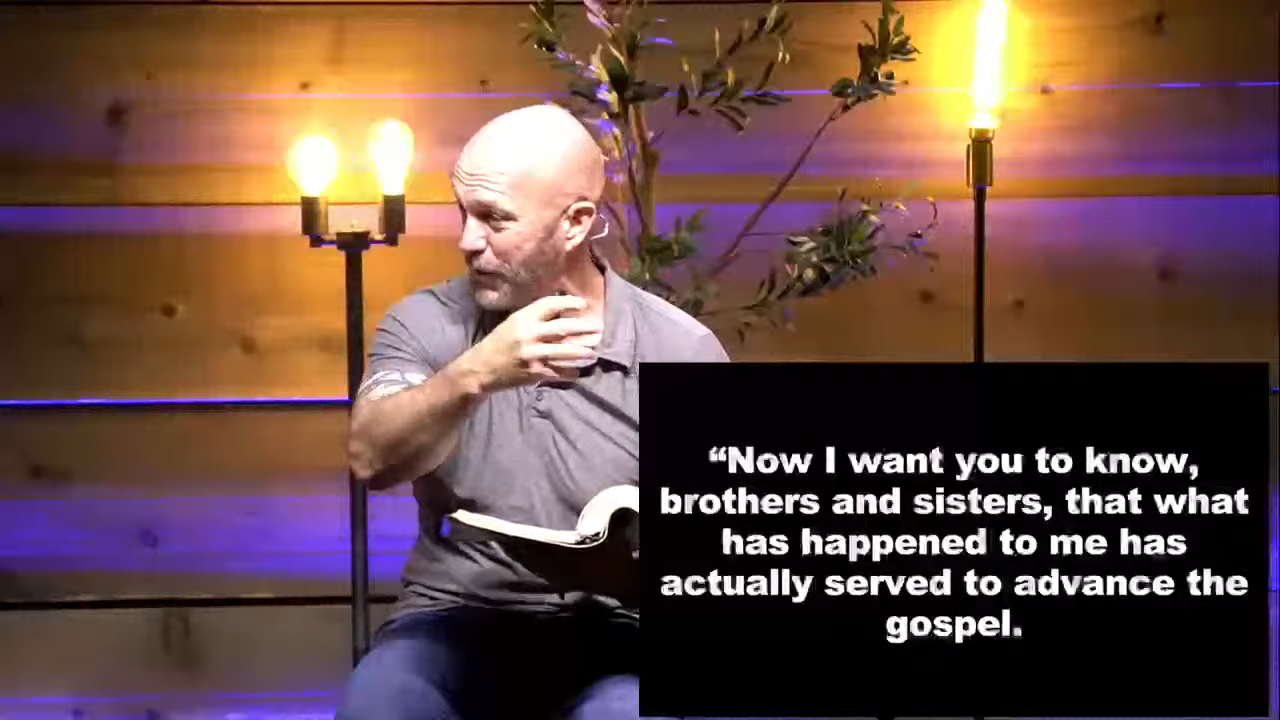 “Now I want you to know,
brothers and sisters, that what
has happened to me has
actually served to advance the
gospel.